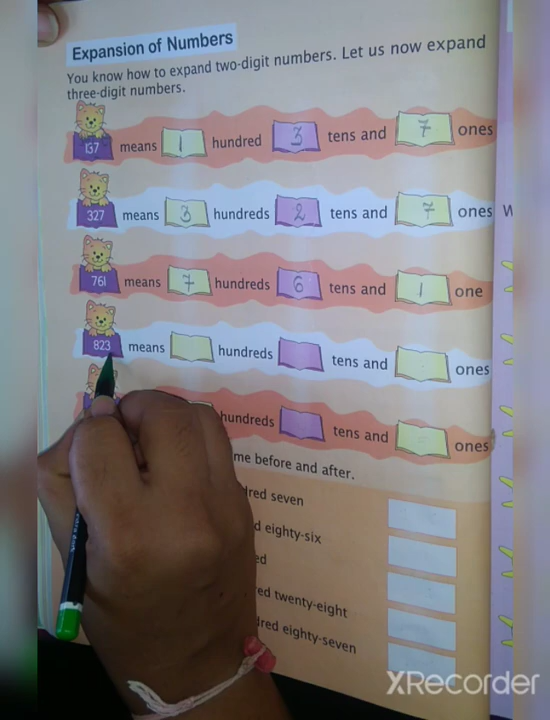 Expansion of Numbers
You know how to expand two-digit numbers. Let us now expand
three-digit numbers.
137 means 1 hundred 3 tens and 7 ones
327 means 3 hundreds 2 tens and 7 ones
761 means 7 hundreds 6 tens and 1 one
823 means hundreds tens and ones
hundreds tens and ones
me before and after.
dred seven
d eighty-six
ed
red twenty-eight
dred eighty-seven
XRecorder